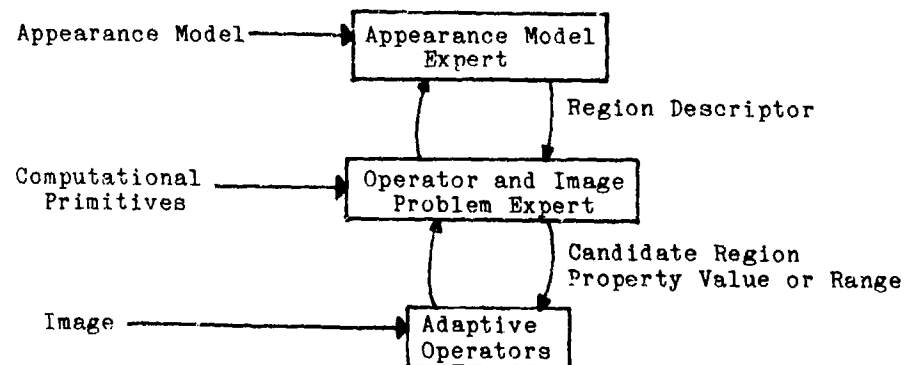 Appearance Model
Appearance Model
Expert
Region Descriptor
Computational
Primitives
Operator and Image
Problem Expert
Candidate Region
Property Value or Range
Image
Adaptive
Operators